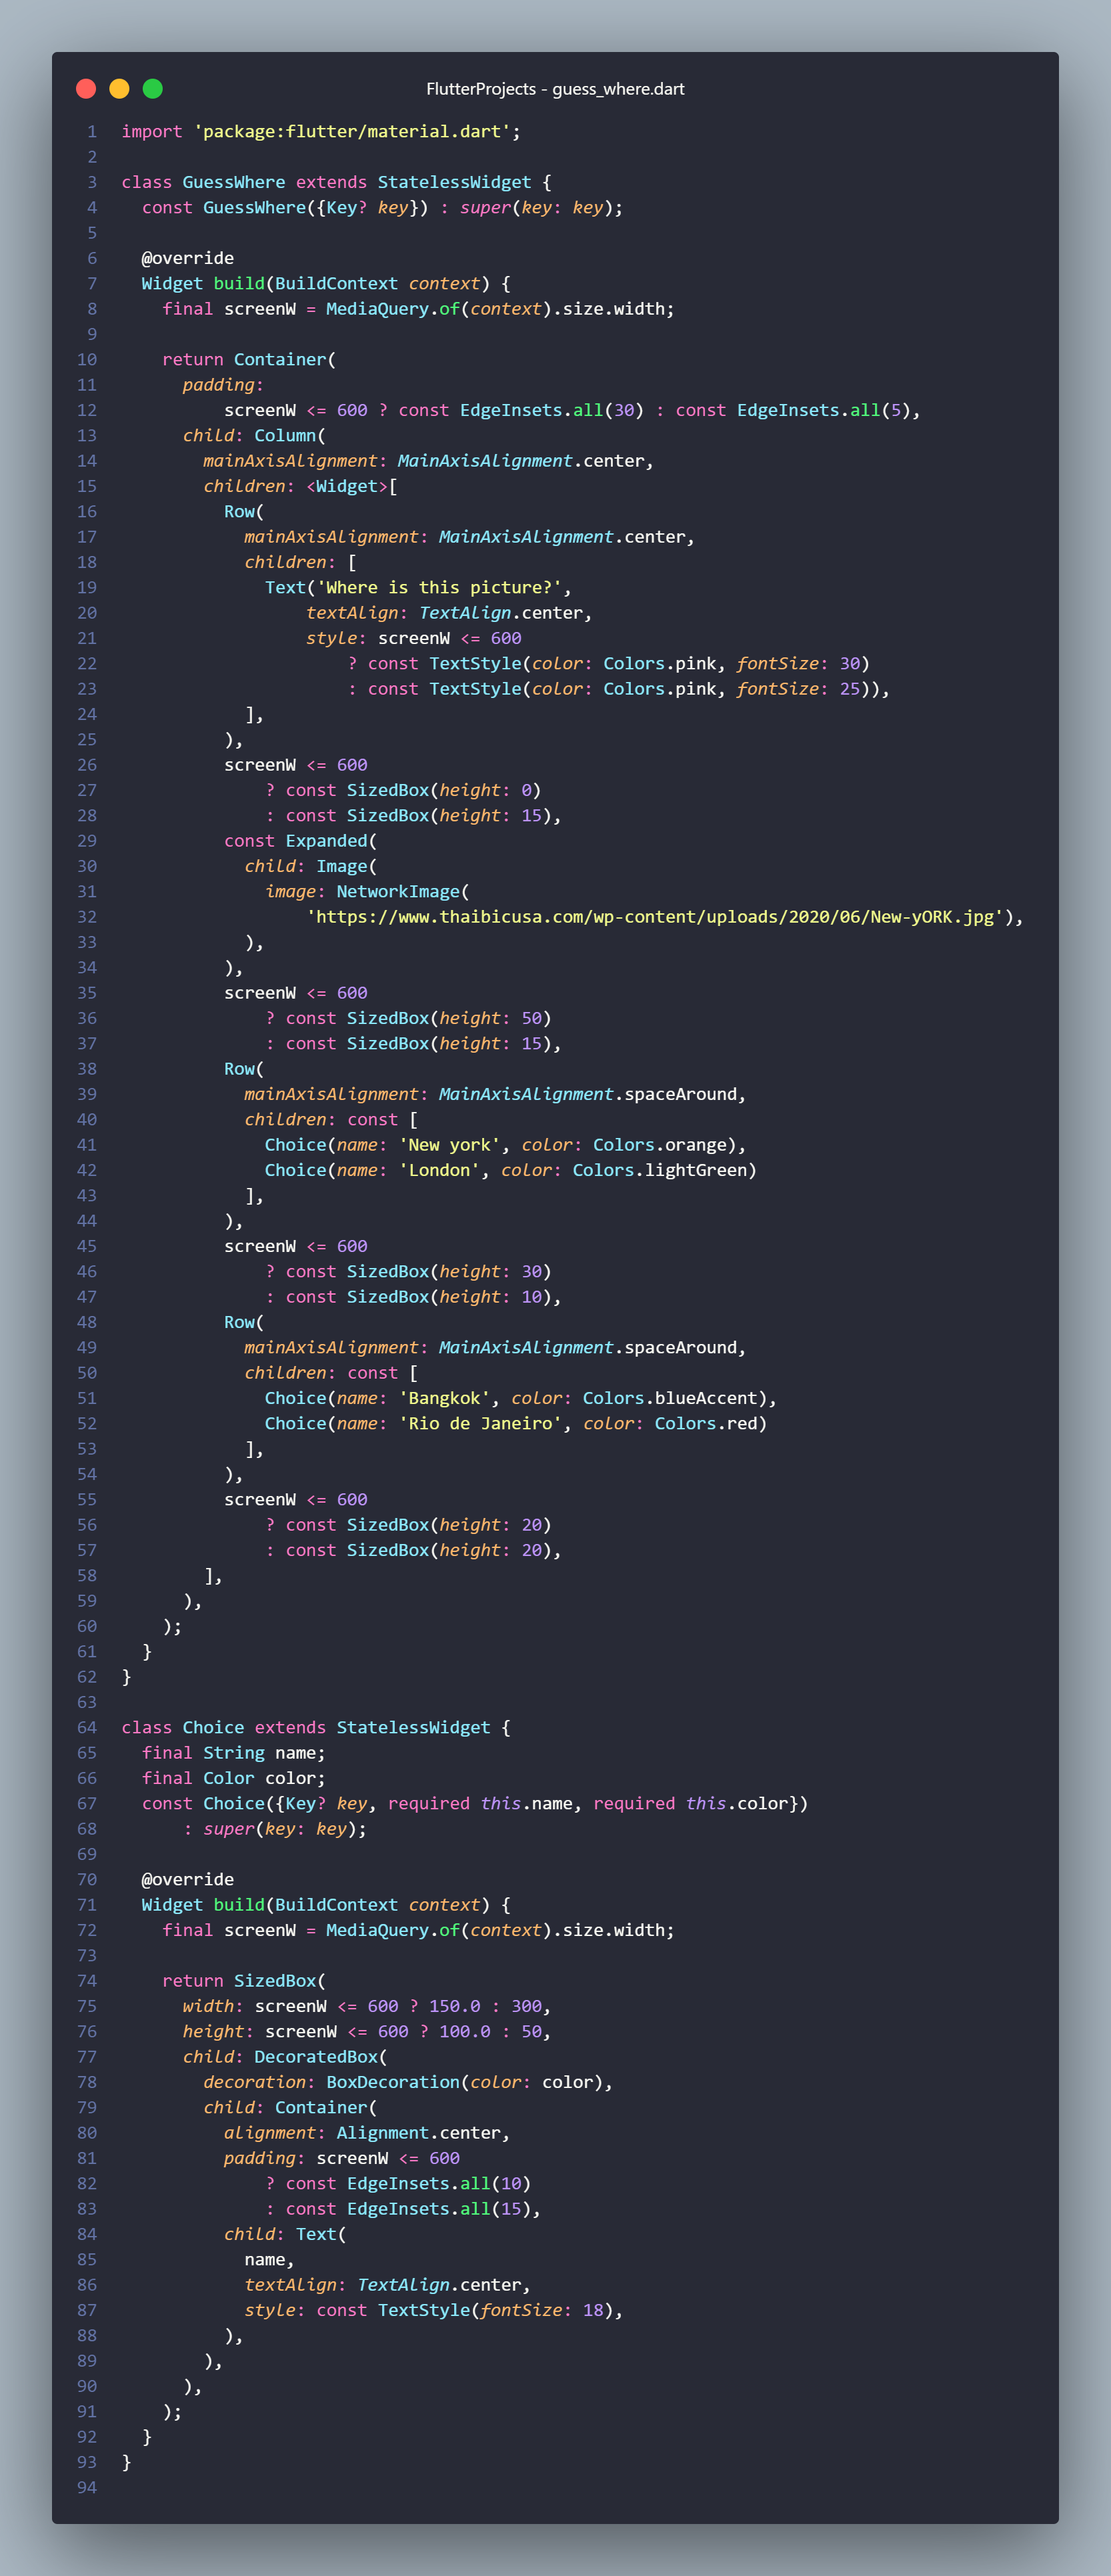 FlutterProjects - guess_where.dart
1 import 'package:flutter/material.dart';
2
3 class GuessWhere extends StatelessWidget {
4   const GuessWhere({Key? key}) : super(key: key);
5
6   @override
7   Widget build(BuildContext context) {
8     final screenW = MediaQuery.of(context).size.width;
9
10     return Container(
11       padding:
12           screenW <= 600 ? const EdgeInsets.all(30) : const EdgeInsets.all(5),
13       child: Column(
14         mainAxisAlignment: MainAxisAlignment.center,
15         children: <Widget>[
16           Row(
17             mainAxisAlignment: MainAxisAlignment.center,
18             children: [
19               Text('Where is this picture?',
20                   textAlign: TextAlign.center,
21                   style: screenW <= 600
22                       ? const TextStyle(color: Colors.pink, fontSize: 30)
23                       : const TextStyle(color: Colors.pink, fontSize: 25)),
24             ],
25           ),
26           screenW <= 600
27               ? const SizedBox(height: 0)
28               : const SizedBox(height: 15),
29           const Expanded(
30             child: Image(
31               image: NetworkImage(
32                   'https://www.thaibicusa.com/wp-content/uploads/2020/06/New-yORK.jpg'),
33             ),
34           ),
35           screenW <= 600
36               ? const SizedBox(height: 50)
37               : const SizedBox(height: 15),
38           Row(
39             mainAxisAlignment: MainAxisAlignment.spaceAround,
40             children: const [
41               Choice(name: 'New york', color: Colors.orange),
42               Choice(name: 'London', color: Colors.lightGreen)
43             ],
44           ),
45           screenW <= 600
46               ? const SizedBox(height: 30)
47               : const SizedBox(height: 10),
48           Row(
49             mainAxisAlignment: MainAxisAlignment.spaceAround,
50             children: const [
51               Choice(name: 'Bangkok', color: Colors.blueAccent),
52               Choice(name: 'Rio de Janeiro', color: Colors.red)
53             ],
54           ),
55           screenW <= 600
56               ? const SizedBox(height: 20)
57               : const SizedBox(height: 20),
58         ],
59       ),
60     );
61   }
62 }
63
64 class Choice extends StatelessWidget {
65   final String name;
66   final Color color;
67   const Choice({Key? key, required this.name, required this.color})
68       : super(key: key);
69
70   @override
71   Widget build(BuildContext context) {
72     final screenW = MediaQuery.of(context).size.width;
73
74     return SizedBox(
75       width: screenW <= 600 ? 150.0 : 300,
76       height: screenW <= 600 ? 100.0 : 50,
77       child: DecoratedBox(
78         decoration: BoxDecoration(color: color),
79         child: Container(
80           alignment: Alignment.center,
81           padding: screenW <= 600
82               ? const EdgeInsets.all(10)
83               : const EdgeInsets.all(15),
84           child: Text(
85             name,
86             textAlign: TextAlign.center,
87             style: const TextStyle(fontSize: 18),
88           ),
89         ),
90       ),
91     );
92   }
93 }
94